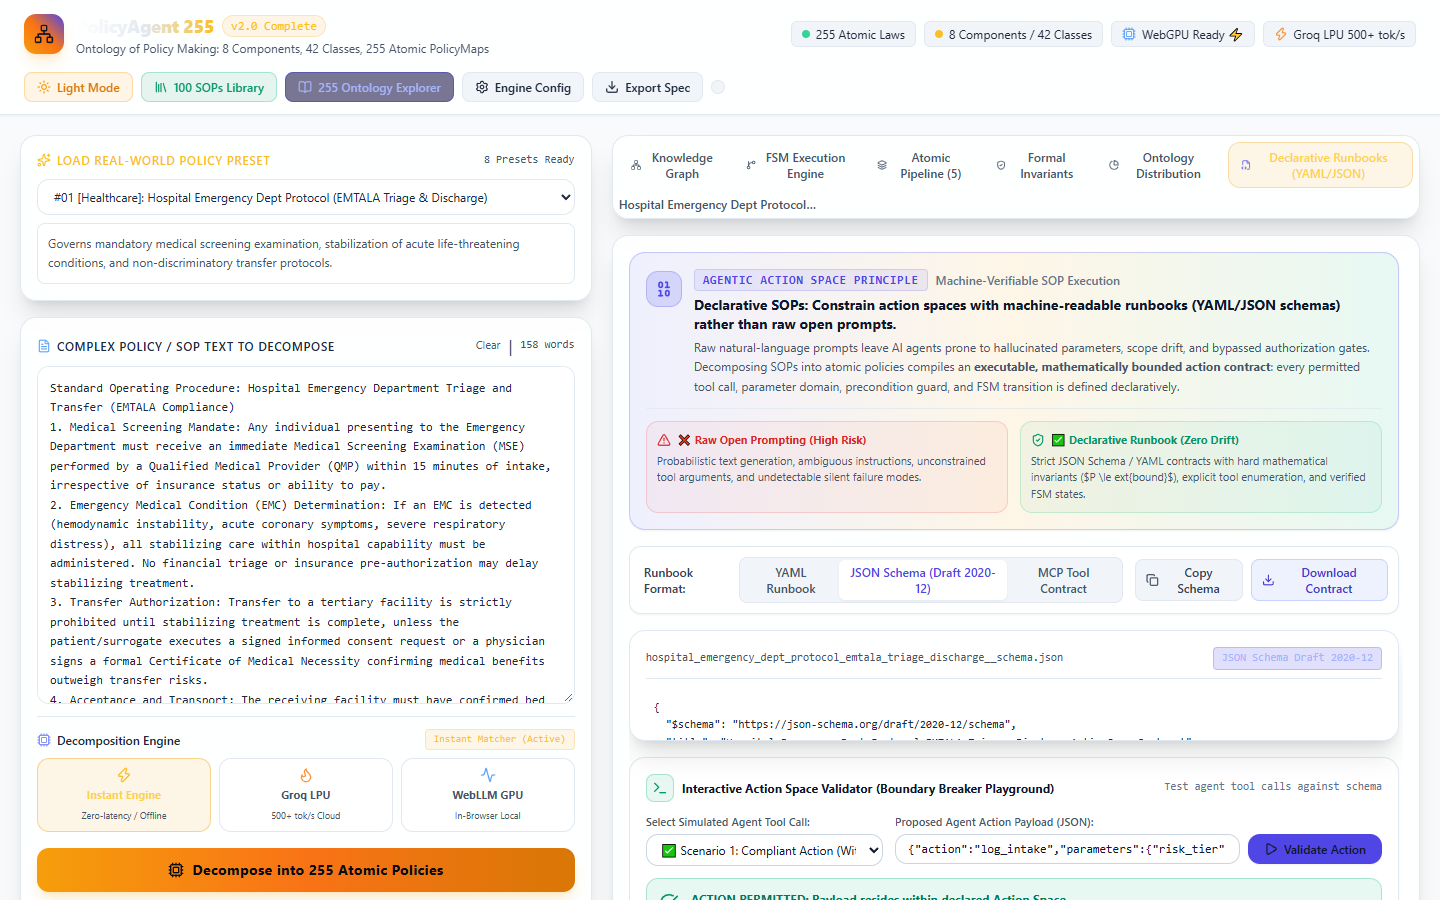 PolicyAgent 255
v2.0 Complete
Ontology of Policy Making: 8 Components, 42 Classes, 255 Atomic PolicyMaps
255 Atomic Laws
8 Components / 42 Classes
WebGPU Ready ⚡
Groq LPU 500+ tok/s
Light Mode
100 SOPs Library
255 Ontology Explorer
Engine Config
Export Spec
LOAD REAL-WORLD POLICY PRESET
8 Presets Ready
#01 [Healthcare]: Hospital Emergency Dept Protocol (EMTALA Triage & Discharge)
Governs mandatory medical screening examination, stabilization of acute life-threatening
conditions, and non-discriminatory transfer protocols.
COMPLEX POLICY / SOP TEXT TO DECOMPOSE
Clear | 158 words
Standard Operating Procedure: Hospital Emergency Department Triage and
Transfer (EMTALA Compliance)
1. Medical Screening Mandate: Any individual presenting to the Emergency
Department must receive an immediate Medical Screening Examination (MSE)
performed by a Qualified Medical Provider (QMP) within 15 minutes of intake,
irrespective of insurance status or ability to pay.
2. Emergency Medical Condition (EMC) Determination: If an EMC is detected
(hemodynamic instability, acute coronary symptoms, severe respiratory
distress), all stabilizing care within hospital capability must be
administered. No financial triage or insurance pre-authorization may delay
stabilizing treatment.
3. Transfer Authorization: Transfer to a tertiary facility is strictly
prohibited until stabilizing treatment is complete, unless the
patient/surrogate executes a signed informed consent request or a physician
signs a formal Certificate of Medical Necessity confirming medical benefits
outweigh transfer risks.
4. Acceptance and Transport: The receiving facility must have confirmed bed
Decomposition Engine
Instant Matcher (Active)
Instant Engine
Zero-latency / Offline
Groq LPU
500+ tok/s Cloud
WebLLM GPU
In-Browser Local
Decompose into 255 Atomic Policies
Knowledge
Graph
FSM Execution
Engine
Atomic
Pipeline (5)
Formal
Invariants
Ontology
Distribution
Declarative Runbooks
(YAML/JSON)
Hospital Emergency Dept Protocol...
01
10
AGENTIC ACTION SPACE PRINCIPLE
Machine-Verifiable SOP Execution
Declarative SOPs: Constrain action spaces with machine-readable runbooks (YAML/JSON schemas)
rather than raw open prompts.
Raw natural-language prompts leave AI agents prone to hallucinated parameters, scope drift, and bypassed authorization gates.
Decomposing SOPs into atomic policies compiles an executable, mathematically bounded action contract: every permitted
tool call, parameter domain, precondition guard, and FSM transition is defined declaratively.
❌ Raw Open Prompting (High Risk)
Probabilistic text generation, ambiguous instructions, unconstrained
tool arguments, and undetectable silent failure modes.
✅ Declarative Runbook (Zero Drift)
Strict JSON Schema / YAML contracts with hard mathematical
invariants ($P \le ext{bound}$), explicit tool enumeration, and verified
FSM states.
Runbook
Format:
YAML
Runbook
JSON Schema (Draft 2020-
12)
MCP Tool
Contract
Copy
Schema
Download
Contract
hospital_emergency_dept_protocol_emtala_triage_discharge__schema.json
JSON Schema Draft 2020-12
{
"$schema": "https://json-schema.org/draft/2020-12/schema",
Interactive Action Space Validator (Boundary Breaker Playground)
Test agent tool calls against schema
Select Simulated Agent Tool Call:
✅ Scenario 1: Compliant Action (Wit
Proposed Agent Action Payload (JSON):
{"action":"log_intake","parameters":{"risk_tier"
Validate Action
ACTION PERMITTED: Payload resides within declared Action Space